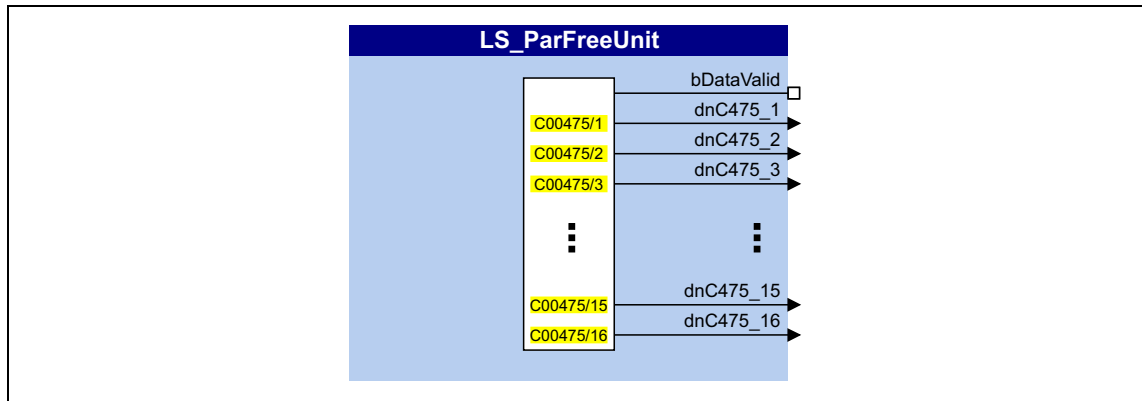 LS_ParFreeUnit
bDataValid
C00475/1 dnC475_1
C00475/2 dnC475_2
C00475/3 dnC475_3
C00475/15 dnC475_15
C00475/16 dnC475_16